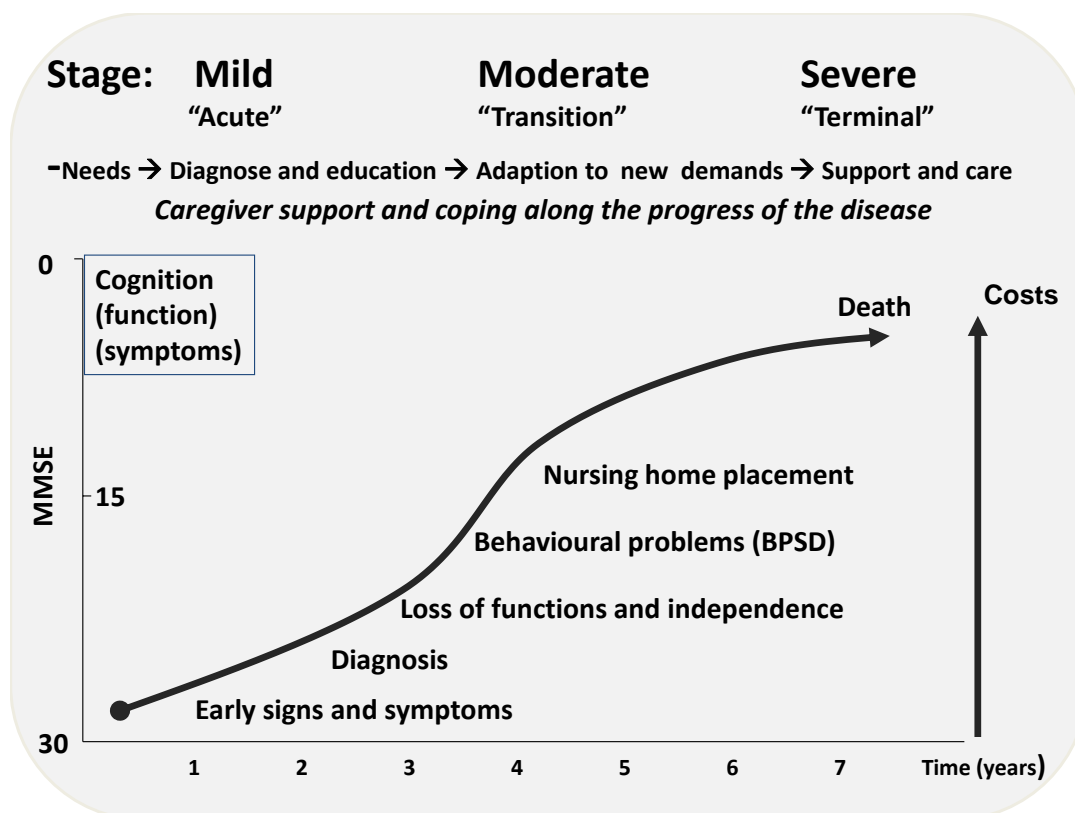 Stage: Mild Moderate Severe
“Acute” “Transition” “Terminal”
-Needs → Diagnose and education → Adaption to new demands → Support and care
Caregiver support and coping along the progress of the disease
0
Cognition
(function)
(symptoms)
Costs
Death
MMSE
Nursing home placement
15
Behavioural problems (BPSD)
Loss of functions and independence
Diagnosis
Early signs and symptoms
30
1 2 3 4 5 6 7 Time (years)